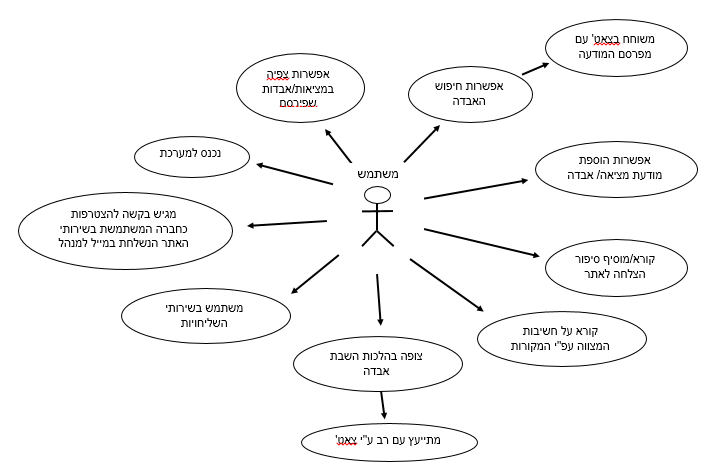 משוחח בצאט' עם
מפרסם המודעה
אפשרות צפיה
במציאות/אבדות
שפירסם
אפשרות חיפוש
האבדה
נכנס למערכת
אפשרות הוספת
מודעת מציאה/ אבדה
משתמש
מגיש בקשה להצטרפות
כחברה המשתמשת בשירותי
האתר הנשלחת במייל למנהל
קורא/מוסיף סיפור
הצלחה לאתר
משתמש בשירותי
השליחויות
קורא על חשיבות
המצווה עפ"י המקורות
צופה בהלכות השבת
אבדה
מתייעץ עם רב ע"י צאט'